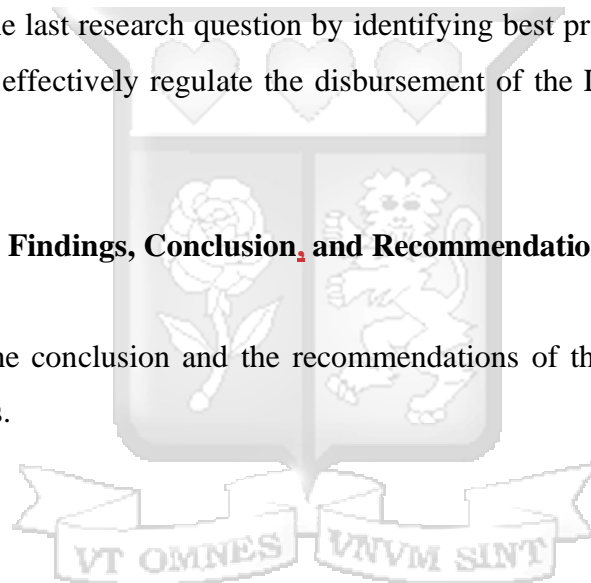 e last research question by identifying best pr
effectively regulate the disbursement of the
Findings, Conclusion, and Recommendatio
e conclusion and the recommendations of th
s.
VT OMNES VNVM SINT